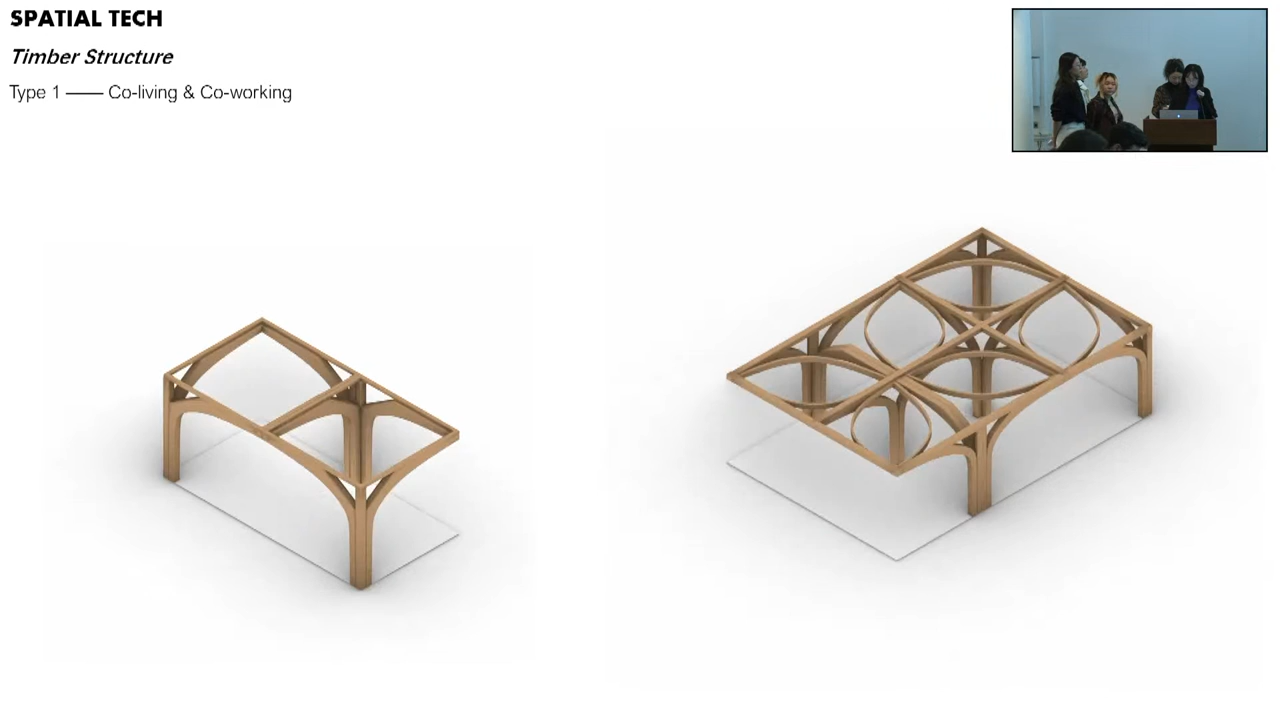 SPATIAL TECH
Timber Structure
Type 1 —— Co-living & Co-working